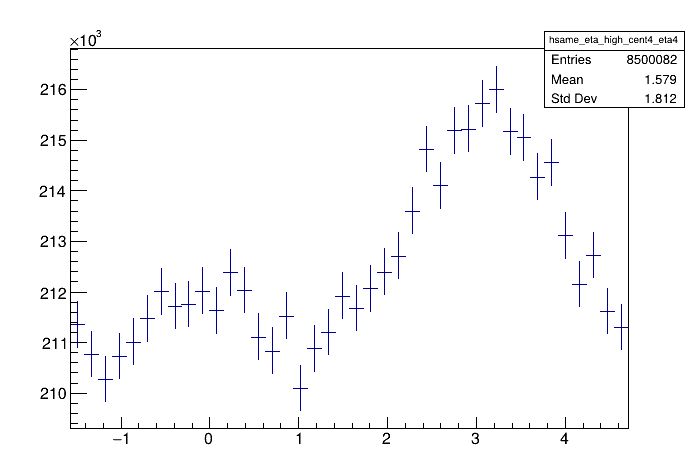 ×10³
hsame_eta_high_cent4_eta4
Entries 8500082
Mean 1.579
Std Dev 1.812
216
215
214
213
212
211
210
−1 0 1 2 3 4